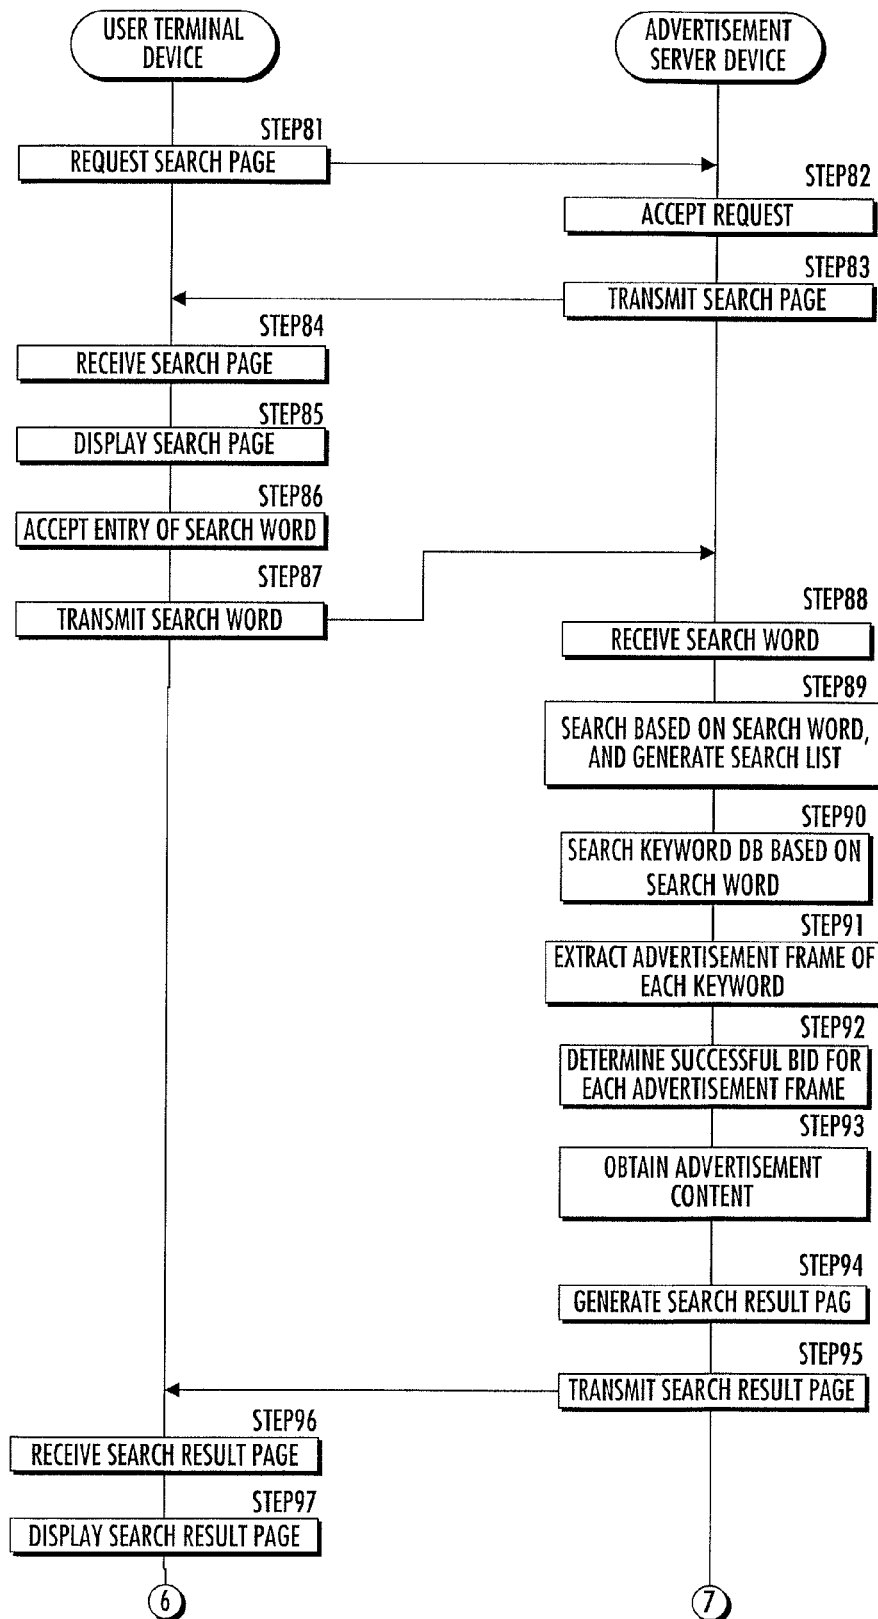 USER TERMINAL
DEVICE
ADVERTISEMENT
SERVER DEVICE
STEP81
REQUEST SEARCH PAGE
STEP82
ACCEPT REQUEST
STEP83
TRANSMIT SEARCH PAGE
STEP84
RECEIVE SEARCH PAGE
STEP85
DISPLAY SEARCH PAGE
STEP86
ACCEPT ENTRY OF SEARCH WORD
STEP87
TRANSMIT SEARCH WORD
STEP88
RECEIVE SEARCH WORD
STEP89
SEARCH BASED ON SEARCH WORD,
AND GENERATE SEARCH LIST
STEP90
SEARCH KEYWORD DB BASED ON
SEARCH WORD
STEP91
EXTRACT ADVERTISEMENT FRAME OF
EACH KEYWORD
STEP92
DETERMINE SUCCESSFUL BID FOR
EACH ADVERTISEMENT FRAME
STEP93
OBTAIN ADVERTISEMENT
CONTENT
STEP94
GENERATE SEARCH RESULT PAG
STEP95
TRANSMIT SEARCH RESULT PAGE
STEP96
RECEIVE SEARCH RESULT PAGE
STEP97
DISPLAY SEARCH RESULT PAGE
6
7